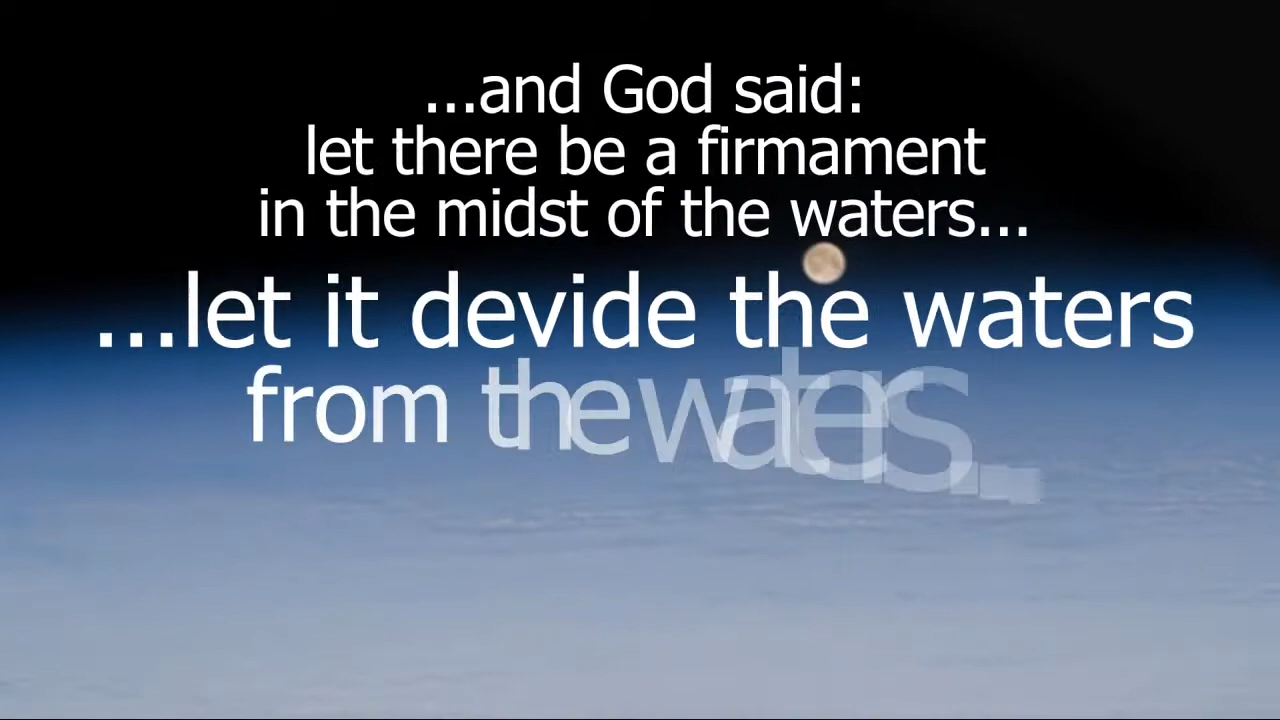 ...and God said:
let there be a firmament
in the midst of the waters...
...let it devide the waters
from the waters...